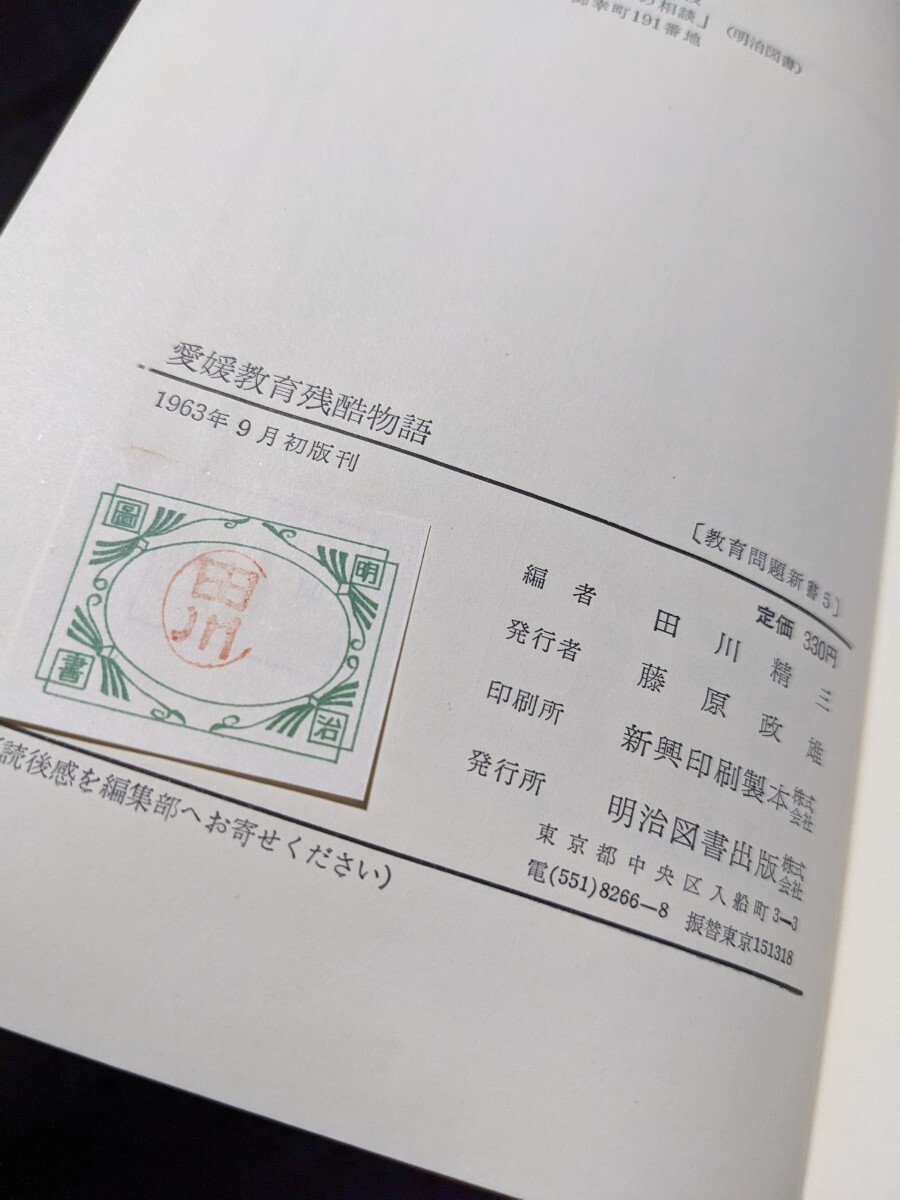 の相談」（明治図書）
幸町191番地
愛媛教育残酷物語
1963年9月初版刊
〔教育問題新書5〕
定価 330円
編者 田川精三
発行者 藤原政雄
印刷所 新興印刷製本株式会社
発行所 明治図書出版株式会社
東京都中央区入船町3—3
電(551)8266—8 振替東京151318
明治圖書
田川
読後感を編集部へお寄せください)